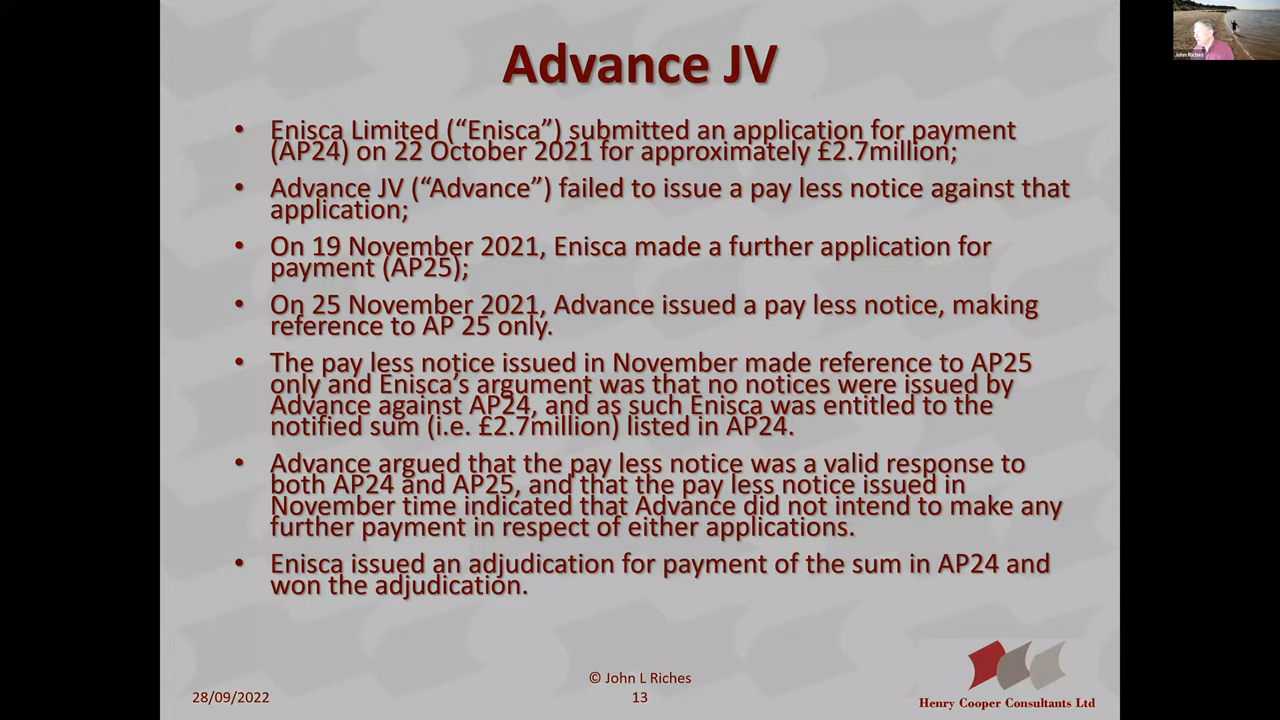 Advance JV
• Enisca Limited (“Enisca”) submitted an application for payment
(AP24) on 22 October 2021 for approximately £2.7million;
• Advance JV (“Advance”) failed to issue a pay less notice against that
application;
• On 19 November 2021, Enisca made a further application for
payment (AP25);
• On 25 November 2021, Advance issued a pay less notice, making
reference to AP 25 only.
• The pay less notice issued in November made reference to AP25
only and Enisca’s argument was that no notices were issued by
Advance against AP24, and as such Enisca was entitled to the
notified sum (i.e. £2.7million) listed in AP24.
• Advance argued that the pay less notice was a valid response to
both AP24 and AP25, and that the pay less notice issued in
November time indicated that Advance did not intend to make any
further payment in respect of either applications.
• Enisca issued an adjudication for payment of the sum in AP24 and
won the adjudication.
28/09/2022
© John L Riches
13
Henry Cooper Consultants Ltd
John Riches